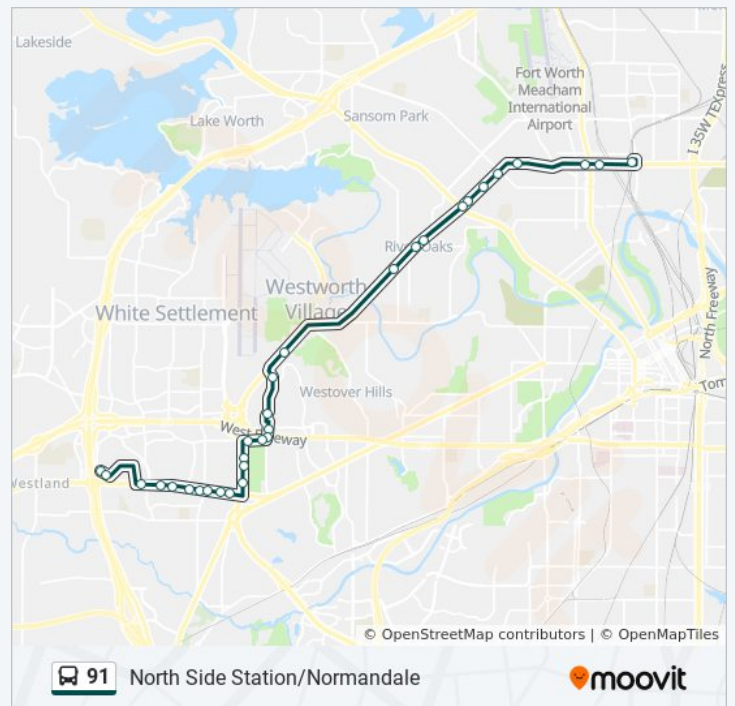 Lakeside
Fort Worth
Meacham
International
Airport
I 35W TEXpress
Lake Worth
Sansom Park
River Oaks
Westworth
Village
White Settlement
North Freeway
Westover Hills
Tom
West Freeway
Westland
© OpenStreetMap contributors | © OpenMapTiles
91 North Side Station/Normandale
moovit